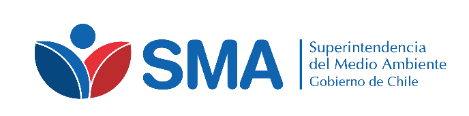 SMA
Superintendencia
del Medio Ambiente
Gobierno de Chile